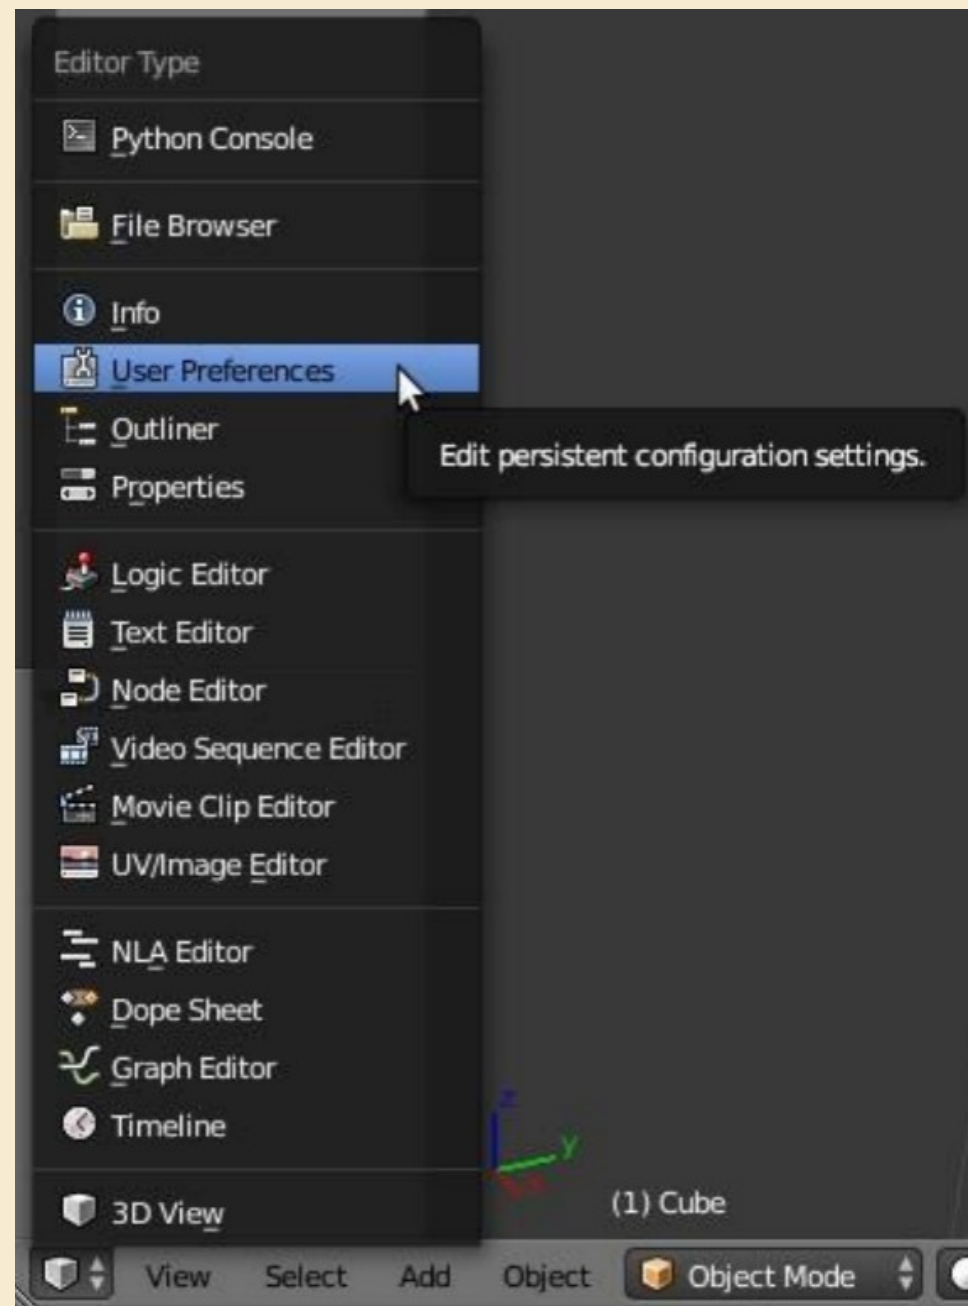 Editor Type
Python Console
File Browser
Info
User Preferences
Outliner
Edit persistent configuration settings.
Properties
Logic Editor
Text Editor
Node Editor
Video Sequence Editor
Movie Clip Editor
UV/Image Editor
NLA Editor
Dope Sheet
Graph Editor
Timeline
z
y
3D View
(1) Cube
View Select Add Object Object Mode